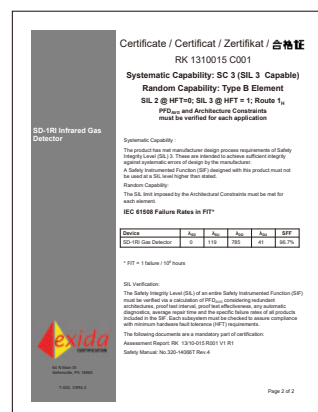 Certificate / Certificat / Zertifikat / 合格証
RK 1310015 C001
Systematic Capability: SC 3 (SIL 3 Capable)
Random Capability: Type B Element
SIL 2 @ HFT=0; SIL 3 @ HFT = 1; Route 1H
PFDAVG and Architecture Constraints
must be verified for each application
SD-1RI Infrared Gas
Detector
Systematic Capability :
The product has met manufacturer design process requirements of Safety
Integrity Level (SIL) 3. These are intended to achieve sufficient integrity
against systematic errors of design by the manufacturer.
A Safety Instrumented Function (SIF) designed with this product must not
be used at a SIL level higher than stated.
Random Capability:
The SIL limit imposed by the Architectural Constraints must be met for
each element.
IEC 61508 Failure Rates in FIT*
Device λSD λSU λDD λDU SFF
SD-1RI Gas Detector 0 119 785 41 95.7%
* FIT = 1 failure / 10⁹ hours
SIL Verification:
The Safety Integrity Level (SIL) of an entire Safety Instrumented Function (SIF)
must be verified via a calculation of PFDAVG considering redundant
architectures, proof test interval, proof test effectiveness, any automatic
diagnostics, average repair time and the specific failure rates of all products
included in the SIF. Each subsystem must be checked to assure compliance
with minimum hardware fault tolerance (HFT) requirements.
The following documents are a mandatory part of certification:
Assessment Report: RK 13/10-015 R001 V1 R1
Safety Manual: No.320-14066T Rev.4
exida
CERTIFICATION
64 N Main St
Sellersville, PA 18960
Page 2 of 2